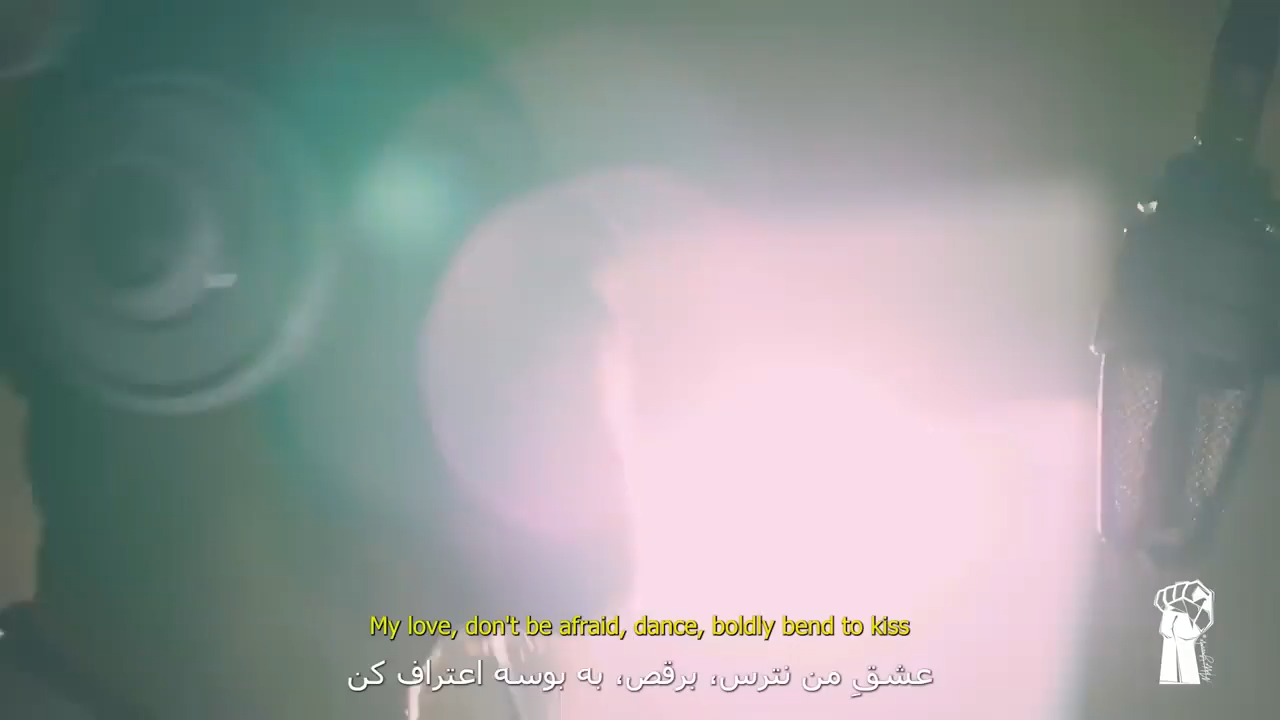 My love, don't be afraid, dance, boldly bend to kiss
عشقِ من نترس، برقص، به بوسه اعتراف کن